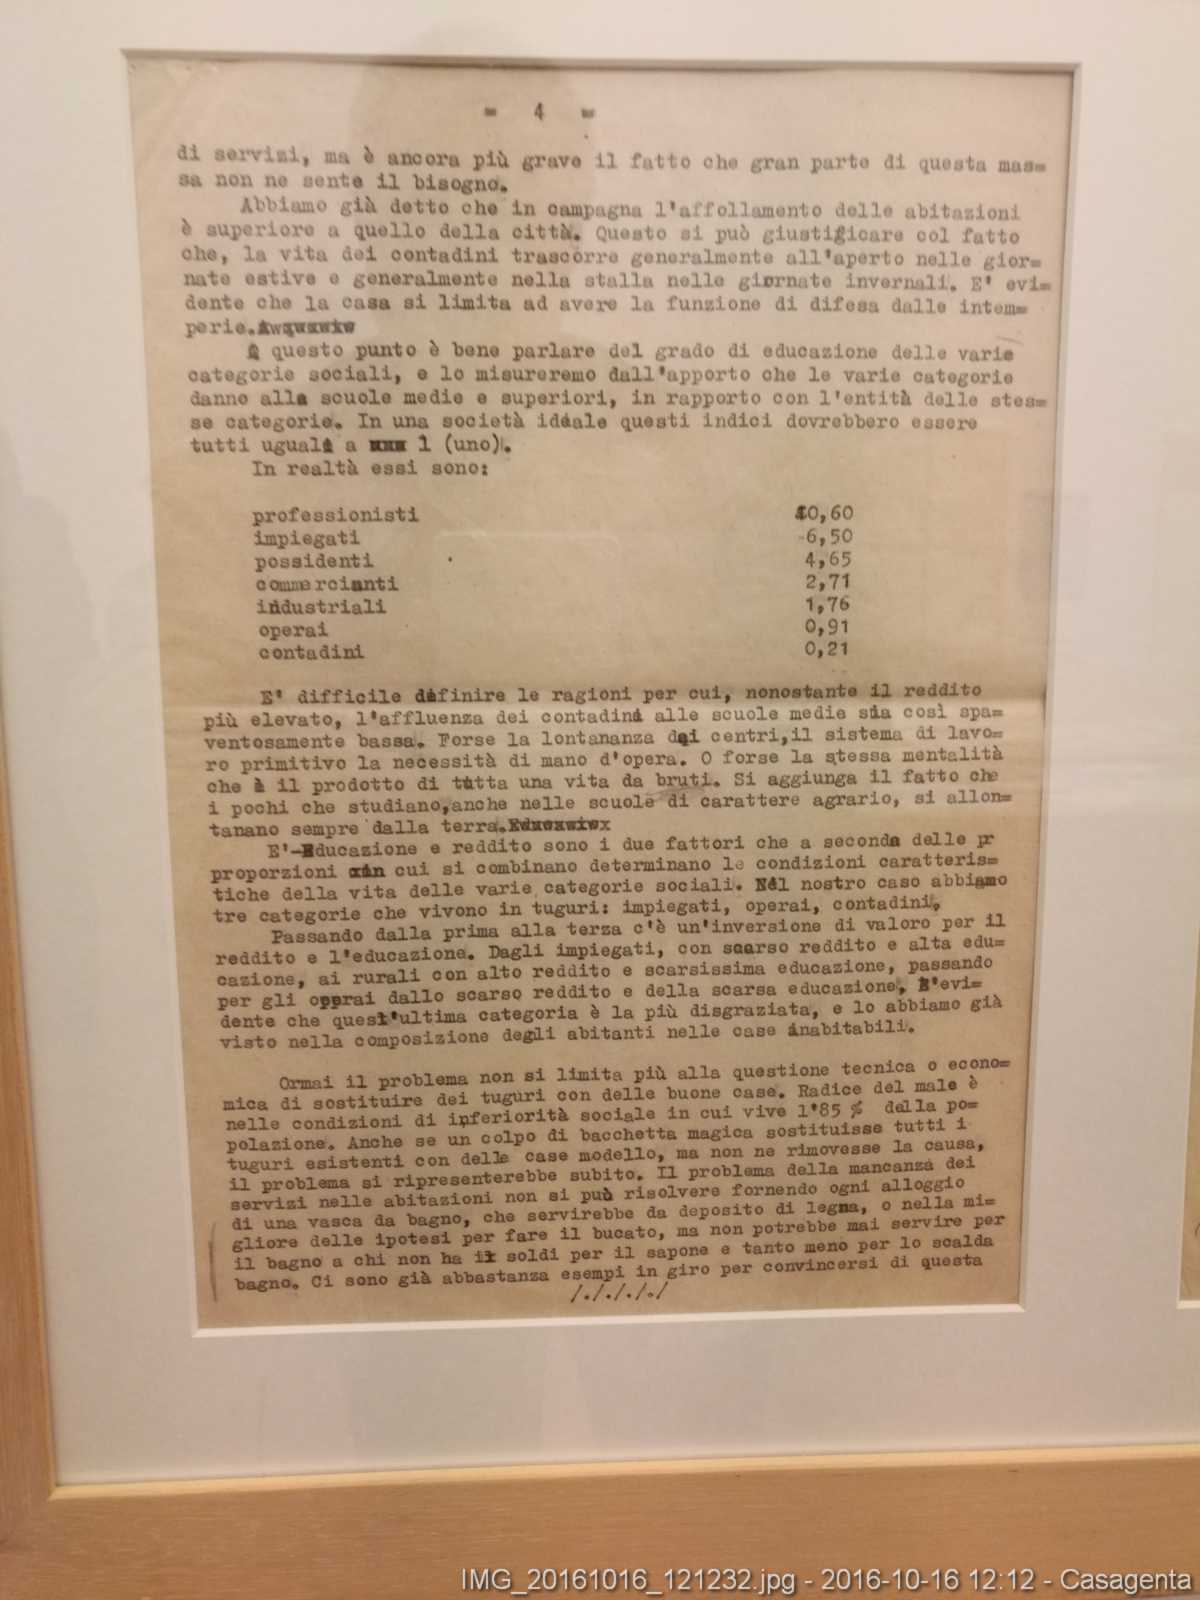 = 4 =
di servizi, ma è ancora più grave il fatto che gran parte di questa mas=
sa non ne sente il bisogno.
Abbiamo già detto che in campagna l'affollamento delle abitazioni
è superiore a quello della città. Questo si può giustificare col fatto
che, la vita dei contadini trascorre generalmente all'aperto nelle gior=
nate estive e generalmente nella stalla nelle giornate invernali. E' evi=
dente che la casa si limita ad avere la funzione di difesa dalle intem=
perie.
A questo punto è bene parlare del grado di educazione delle varie
categorie sociali, e lo misureremo dall'apporto che le varie categorie
danno alle scuole medie e superiori, in rapporto con l'entità delle stes=
se categorie. In una società ideale questi indici dovrebbero essere
tutti uguali a xxx 1 (uno).
In realtà essi sono:
professionisti 10,60
impiegati 6,50
possidenti 4,65
commercianti 2,71
industriali 1,76
operai 0,91
contadini 0,21
E' difficile definire le ragioni per cui, nonostante il reddito
più elevato, l'affluenza dei contadini alle scuole medie sia così spa=
ventosamente bassa. Forse la lontananza dai centri,il sistema di lavo=
ro primitivo la necessità di mano d'opera. O forse la stessa mentalità
che è il prodotto di tutta una vita da bruti. Si aggiunga il fatto che
i pochi che studiano,anche nelle scuole di carattere agrario, si allon=
tanano sempre dalla terra.
E'-Educazione e reddito sono i due fattori che a seconda delle pr
proporzioni in cui si combinano determinano le condizioni caratteris=
tiche della vita delle varie categorie sociali. Nel nostro caso abbiamo
tre categorie che vivono in tuguri: impiegati, operai, contadini,
Passando dalla prima alla terza c'è un'inversione di valoro per il
reddito e l'educazione. Dagli impiegati, con scarso reddito e alta edu=
cazione, ai rurali con alto reddito e scarsissima educazione, passando
per gli operai dallo scarso reddito e della scarsa educazione, E'evi=
dente che quest'ultima categoria è la più disgraziata, e lo abbiamo già
visto nella composizione degli abitanti nelle case inabitabili.
Ormai il problema non si limita più alla questione tecnica o econo=
mica di sostituire dei tuguri con delle buone case. Radice del male è
nelle condizioni di inferiorità sociale in cui vive l'85 % della po=
polazione. Anche se un colpo di bacchetta magica sostituisse tutti i
tuguri esistenti con delle case modello, ma non ne rimovesse la causa,
il problema si ripresenterebbe subito. Il problema della mancanza dei
servizi nelle abitazioni non si può risolvere fornendo ogni alloggio
di una vasca da bagno, che servirebbe da deposito di legna, o nella mi=
gliore delle ipotesi per fare il bucato, ma non potrebbe mai servire per
il bagno a chi non ha i soldi per il sapone e tanto meno per lo scalda
bagno. Ci sono già abbastanza esempi in giro per convincersi di questa
/./././././
IMG_20161016_121232.jpg - 2016-10-16 12:12 - Casagenta